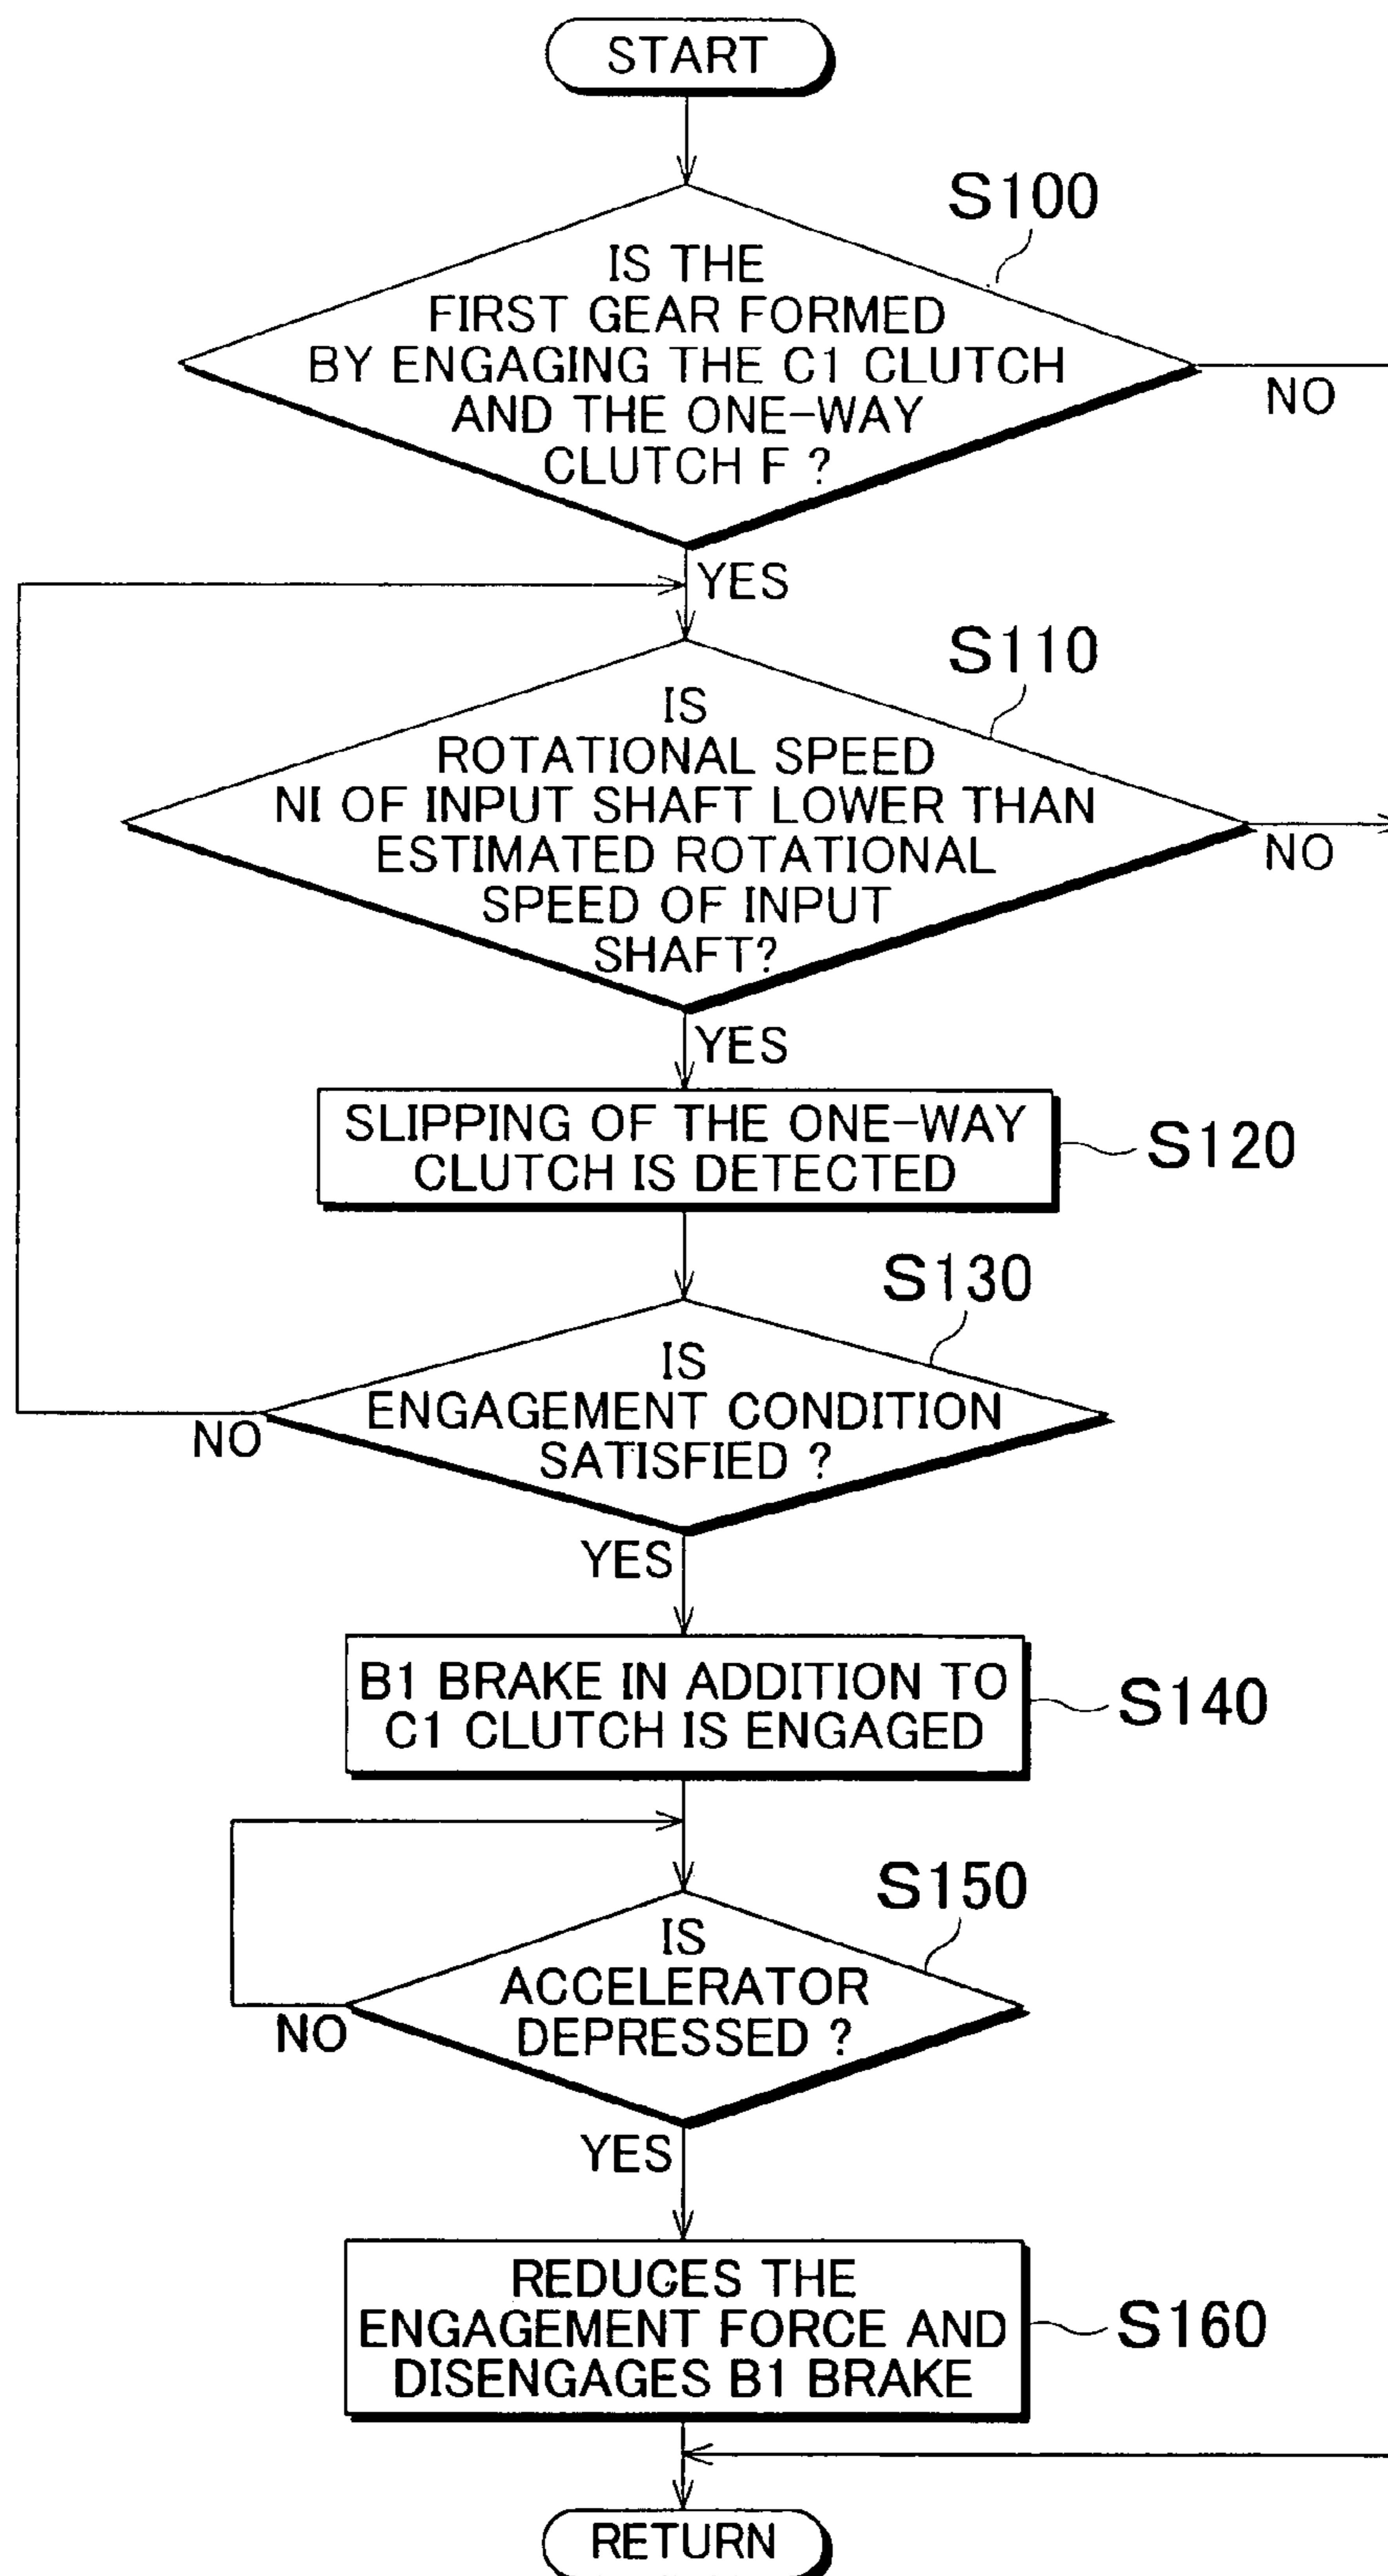 START
S100
IS THE
FIRST GEAR FORMED
BY ENGAGING THE C1 CLUTCH
AND THE ONE-WAY
CLUTCH F ?
NO
YES
S110
IS
ROTATIONAL SPEED
NI OF INPUT SHAFT LOWER THAN
ESTIMATED ROTATIONAL
SPEED OF INPUT
SHAFT?
NO
YES
SLIPPING OF THE ONE-WAY
CLUTCH IS DETECTED
S120
S130
IS
ENGAGEMENT CONDITION
SATISFIED ?
NO
YES
B1 BRAKE IN ADDITION TO
C1 CLUTCH IS ENGAGED
S140
S150
IS
ACCELERATOR
DEPRESSED ?
NO
YES
REDUCES THE
ENGAGEMENT FORCE AND
DISENGAGES B1 BRAKE
S160
RETURN